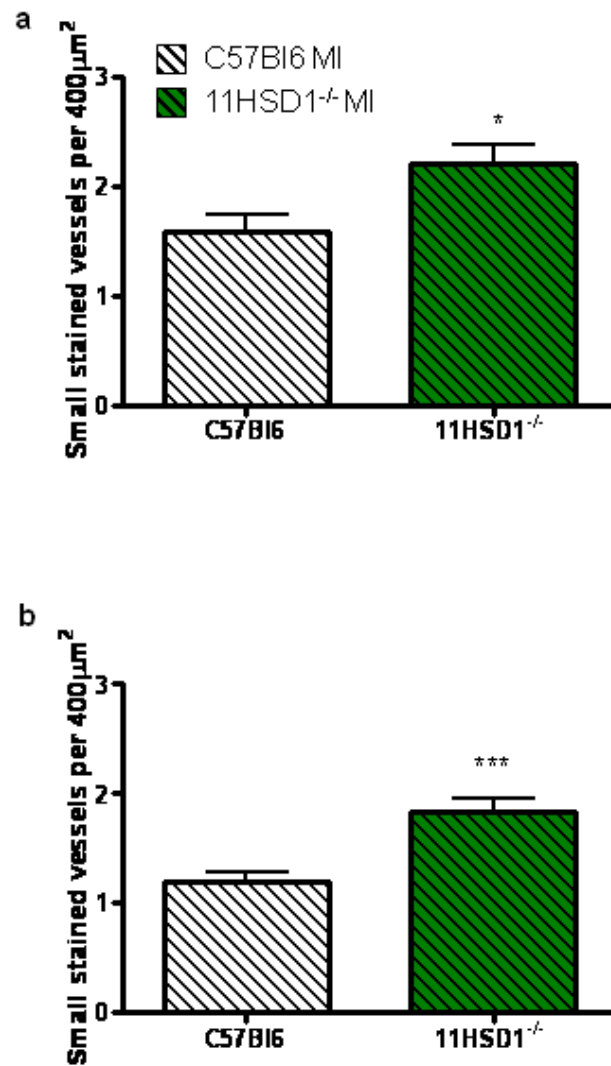 a
C57Bl6 MI
11HSD1-/- MI
Small stained vessels per 400µm²
3
2
1
0
*
C57Bl6
11HSD1-/-
b
Small stained vessels per 400µm²
3
2
1
0
***
C57Bl6
11HSD1-/-